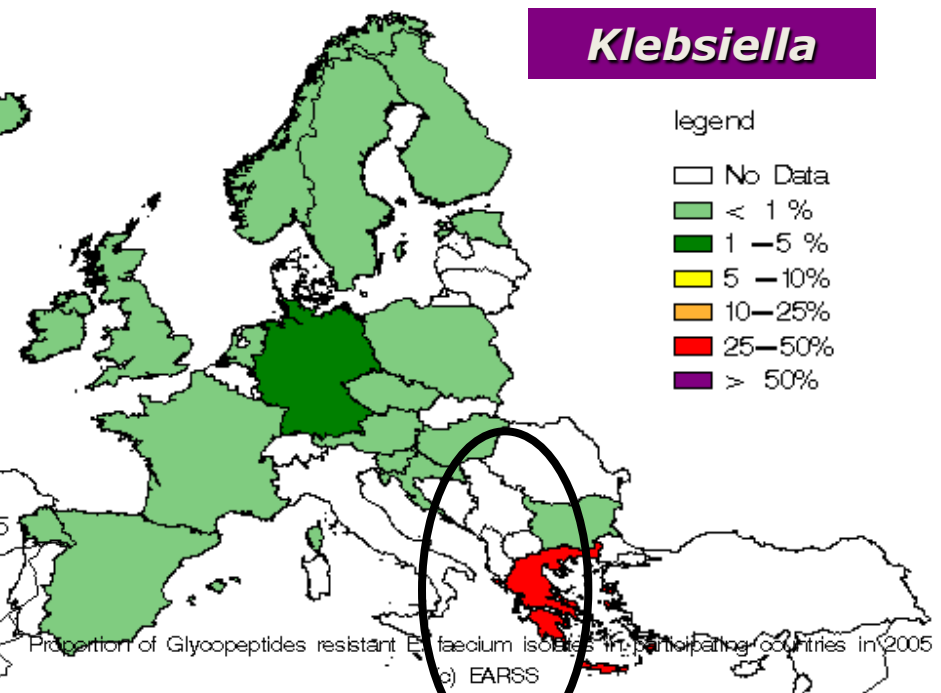 Klebsiella
legend
No Data
< 1 %
1 –5 %
5 –10%
10–25%
25–50%
> 50%
5
Proportion of Glycopeptides resistant E. faecium isolates in participating countries in 2005
c) EARSS